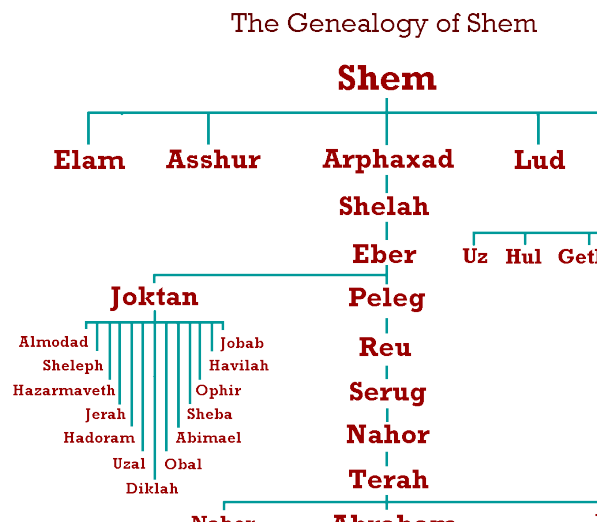 The Genealogy of Shem
Shem
Elam Asshur Arphaxad Lud
Shelah
Eber Uz Hul Geth
Joktan Peleg
Almodad Jobab
Reu
Sheleph Havilah
Hazarmaveth Ophir Serug
Jerah Sheba
Hadoram Abimael Nahor
Uzal Obal
Terah
Diklah